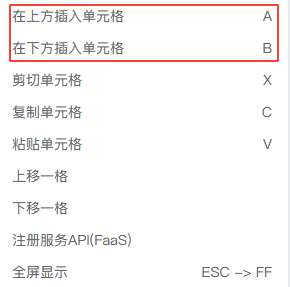 在上方插入单元格 A
在下方插入单元格 B
剪切单元格 X
复制单元格 C
粘贴单元格 V
上移一格
下移一格
注册服务API(FaaS)
全屏显示 ESC -> FF